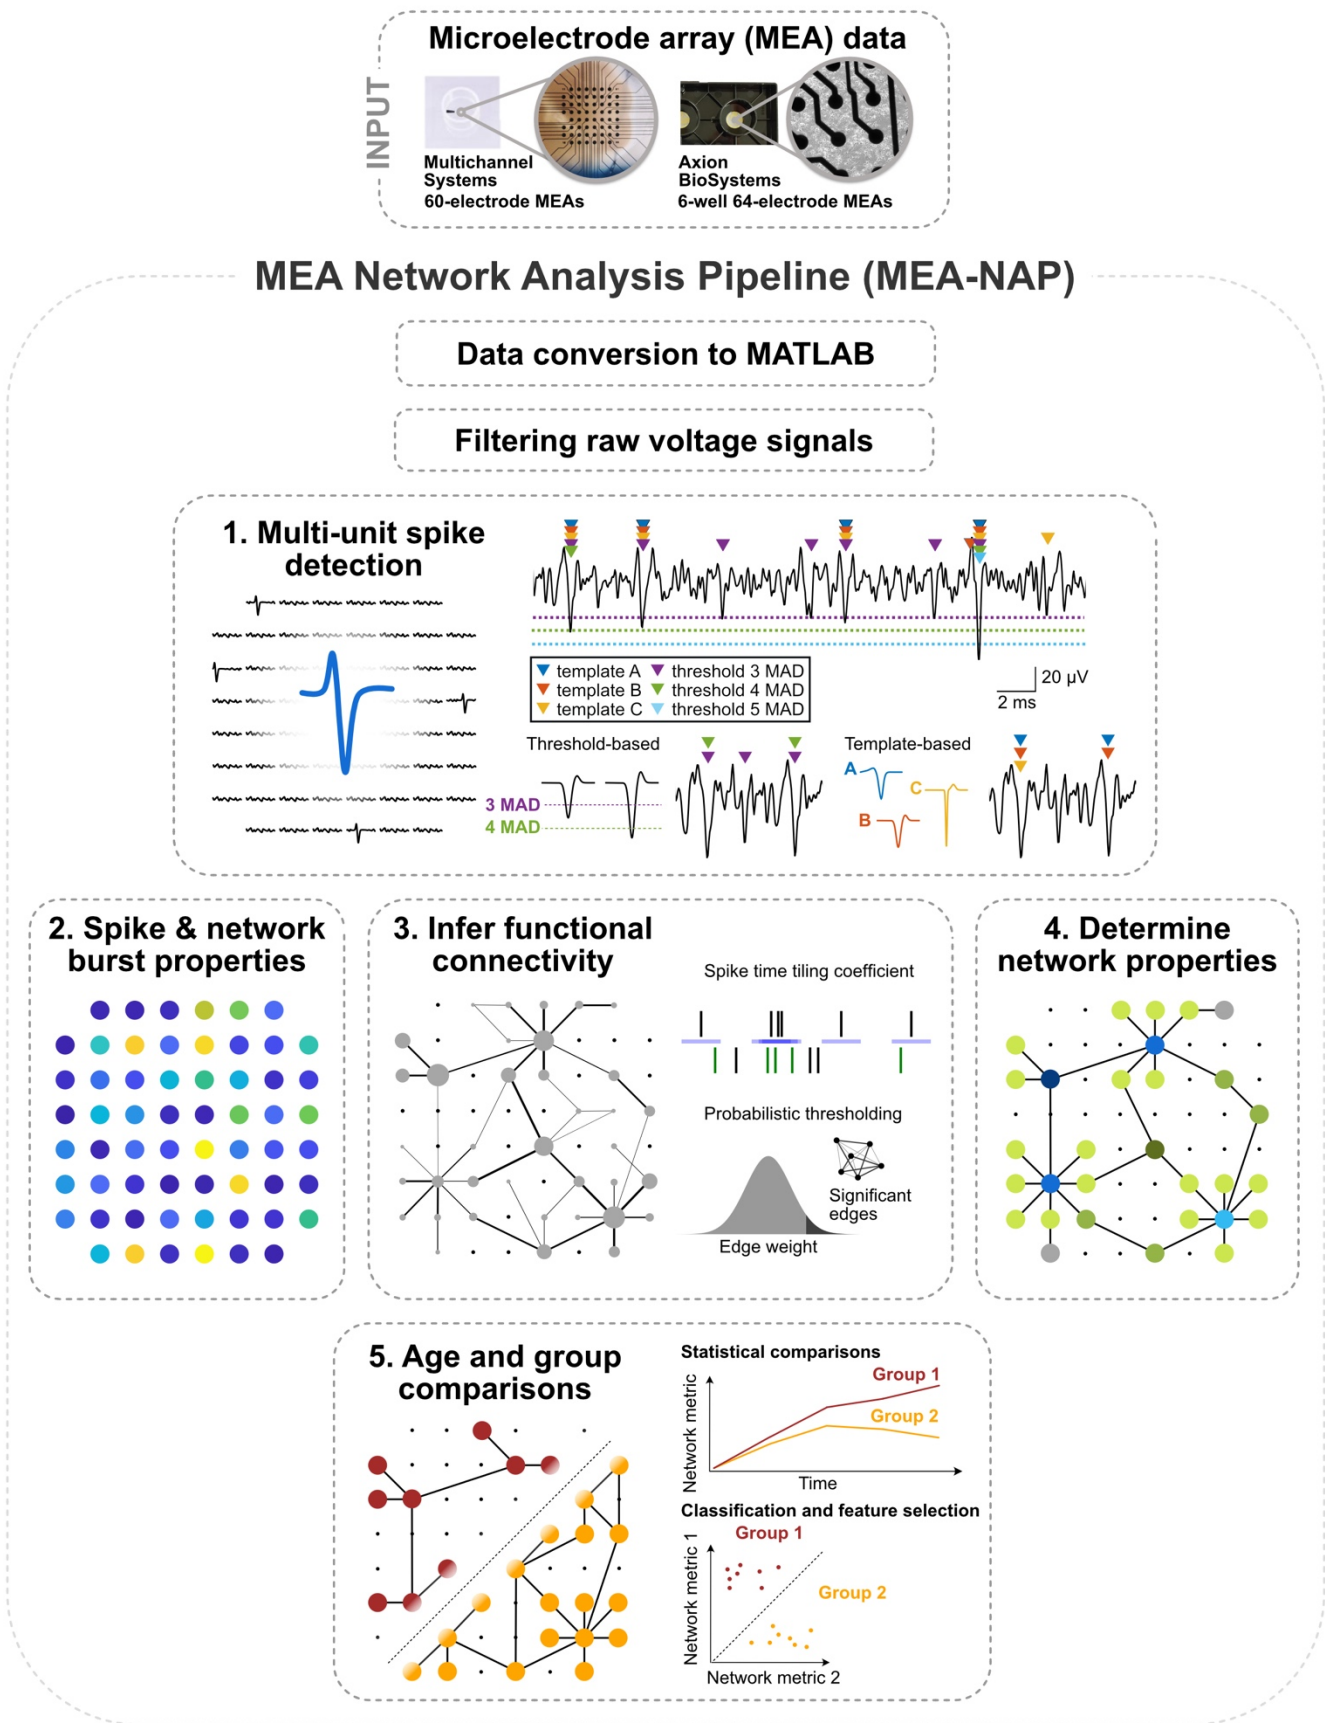 Microelectrode array (MEA) data
INPUT
Multichannel
Systems
60-electrode MEAs
Axion
BioSystems
6-well 64-electrode MEAs
MEA Network Analysis Pipeline (MEA-NAP)
Data conversion to MATLAB
Filtering raw voltage signals
1. Multi-unit spike
detection
template A
threshold 3 MAD
template B
threshold 4 MAD
template C
threshold 5 MAD
20 µV
2 ms
Threshold-based
3 MAD
4 MAD
Template-based
A
C
B
2. Spike & network
burst properties
3. Infer functional
connectivity
Spike time tiling coefficient
Probabilistic thresholding
Significant
edges
Edge weight
4. Determine
network properties
5. Age and group
comparisons
Statistical comparisons
Network metric
Group 1
Group 2
Time
Classification and feature selection
Network metric 1
Group 1
Group 2
Network metric 2